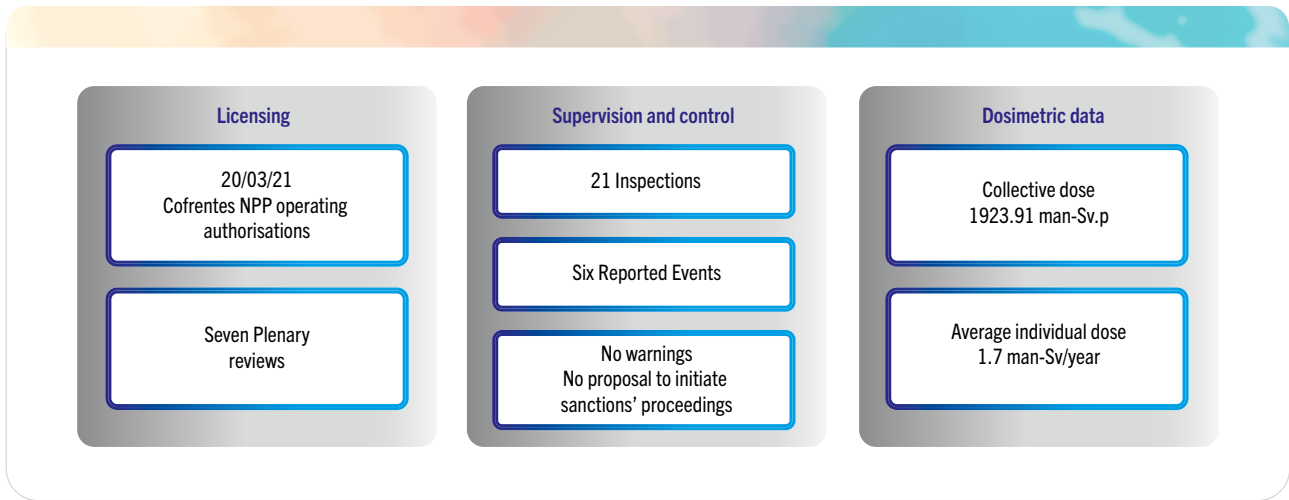 Licensing
20/03/21
Cofrentes NPP operating
authorisations
Seven Plenary
reviews
Supervision and control
21 Inspections
Six Reported Events
No warnings
No proposal to initiate
sanctions’ proceedings
Dosimetric data
Collective dose
1923.91 man-Sv.p
Average individual dose
1.7 man-Sv/year